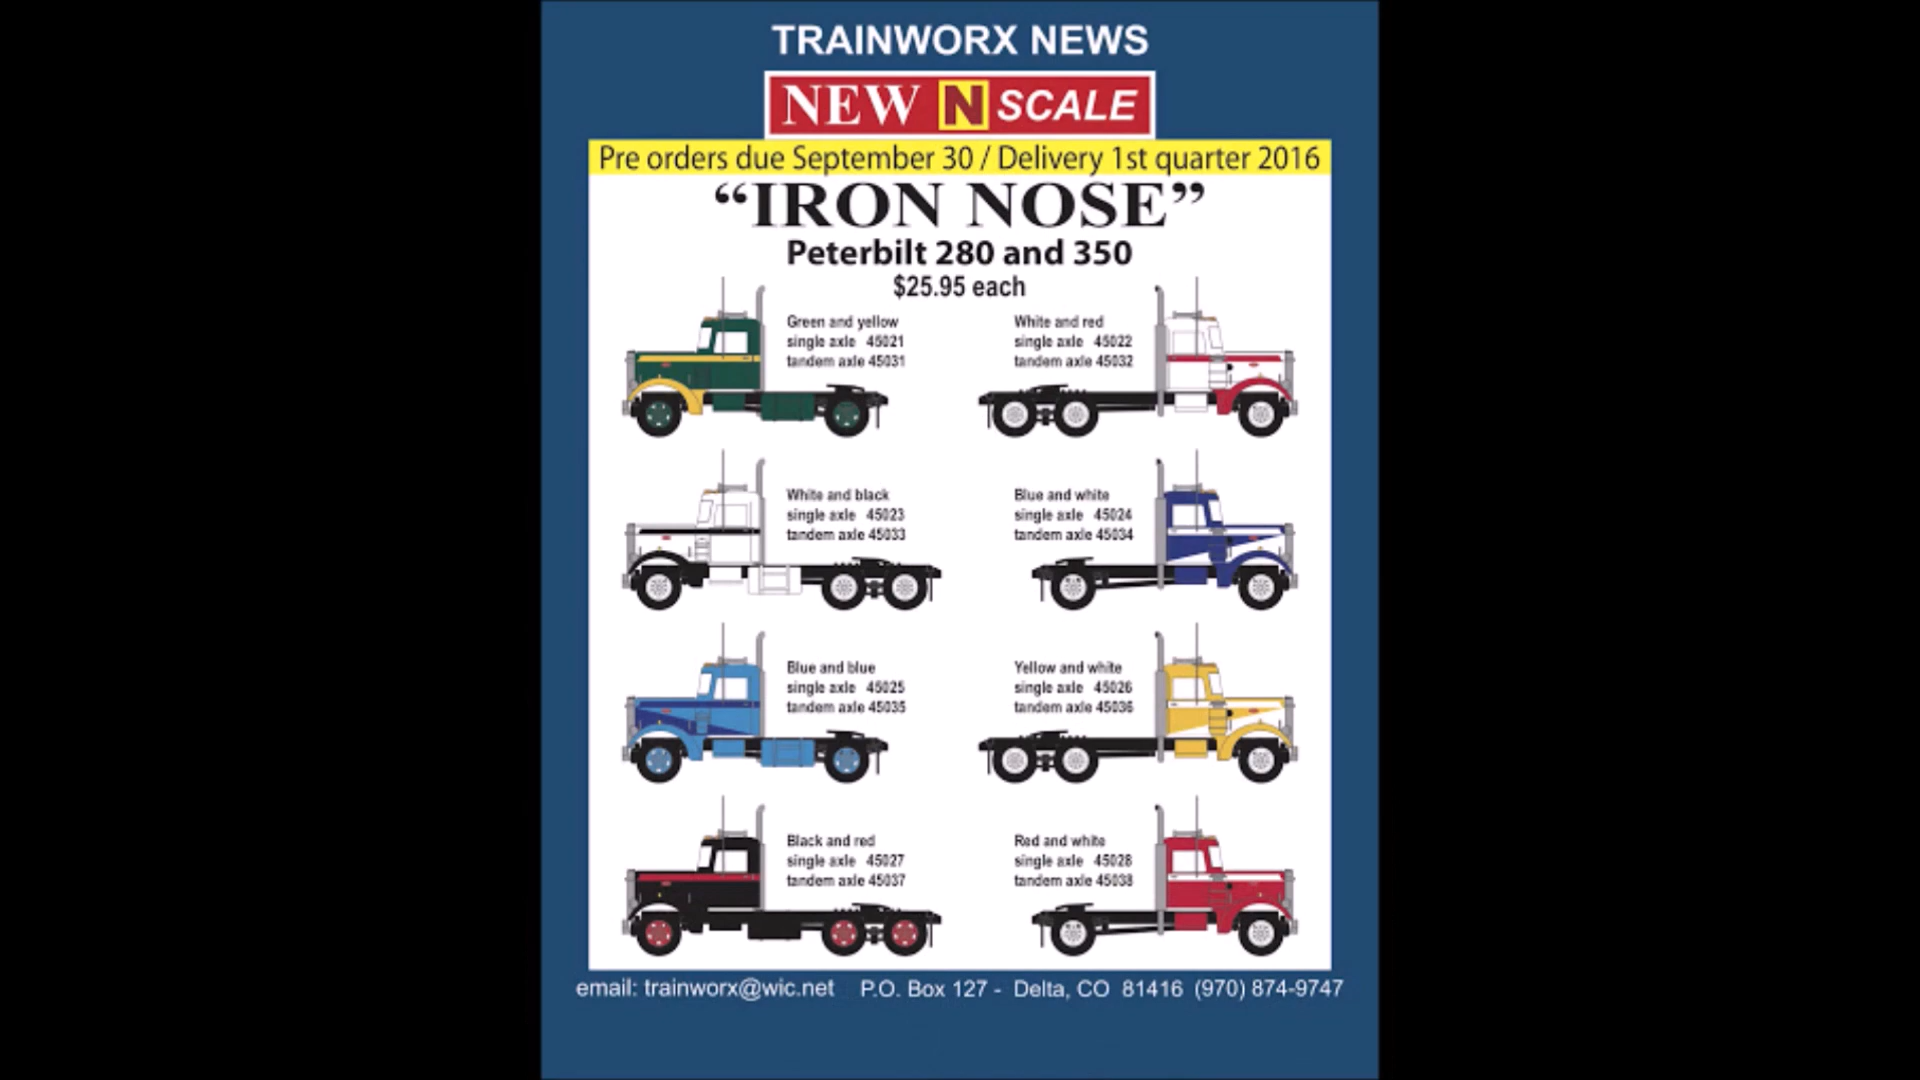 TRAINWORX NEWS
NEW N SCALE
Pre orders due September 30 / Delivery 1st quarter 2016
“IRON NOSE”
Peterbilt 280 and 350
$25.95 each
Green and yellow
single axle 45021
tandem axle 45031
White and red
single axle 45022
tandem axle 45032
White and black
single axle 45023
tandem axle 45033
Blue and white
single axle 45024
tandem axle 45034
Blue and blue
single axle 45025
tandem axle 45035
Yellow and white
single axle 45026
tandem axle 45036
Black and red
single axle 45027
tandem axle 45037
Red and white
single axle 45028
tandem axle 45038
email: trainworx@wic.net P.O. Box 127 - Delta, CO 81416 (970) 874-9747